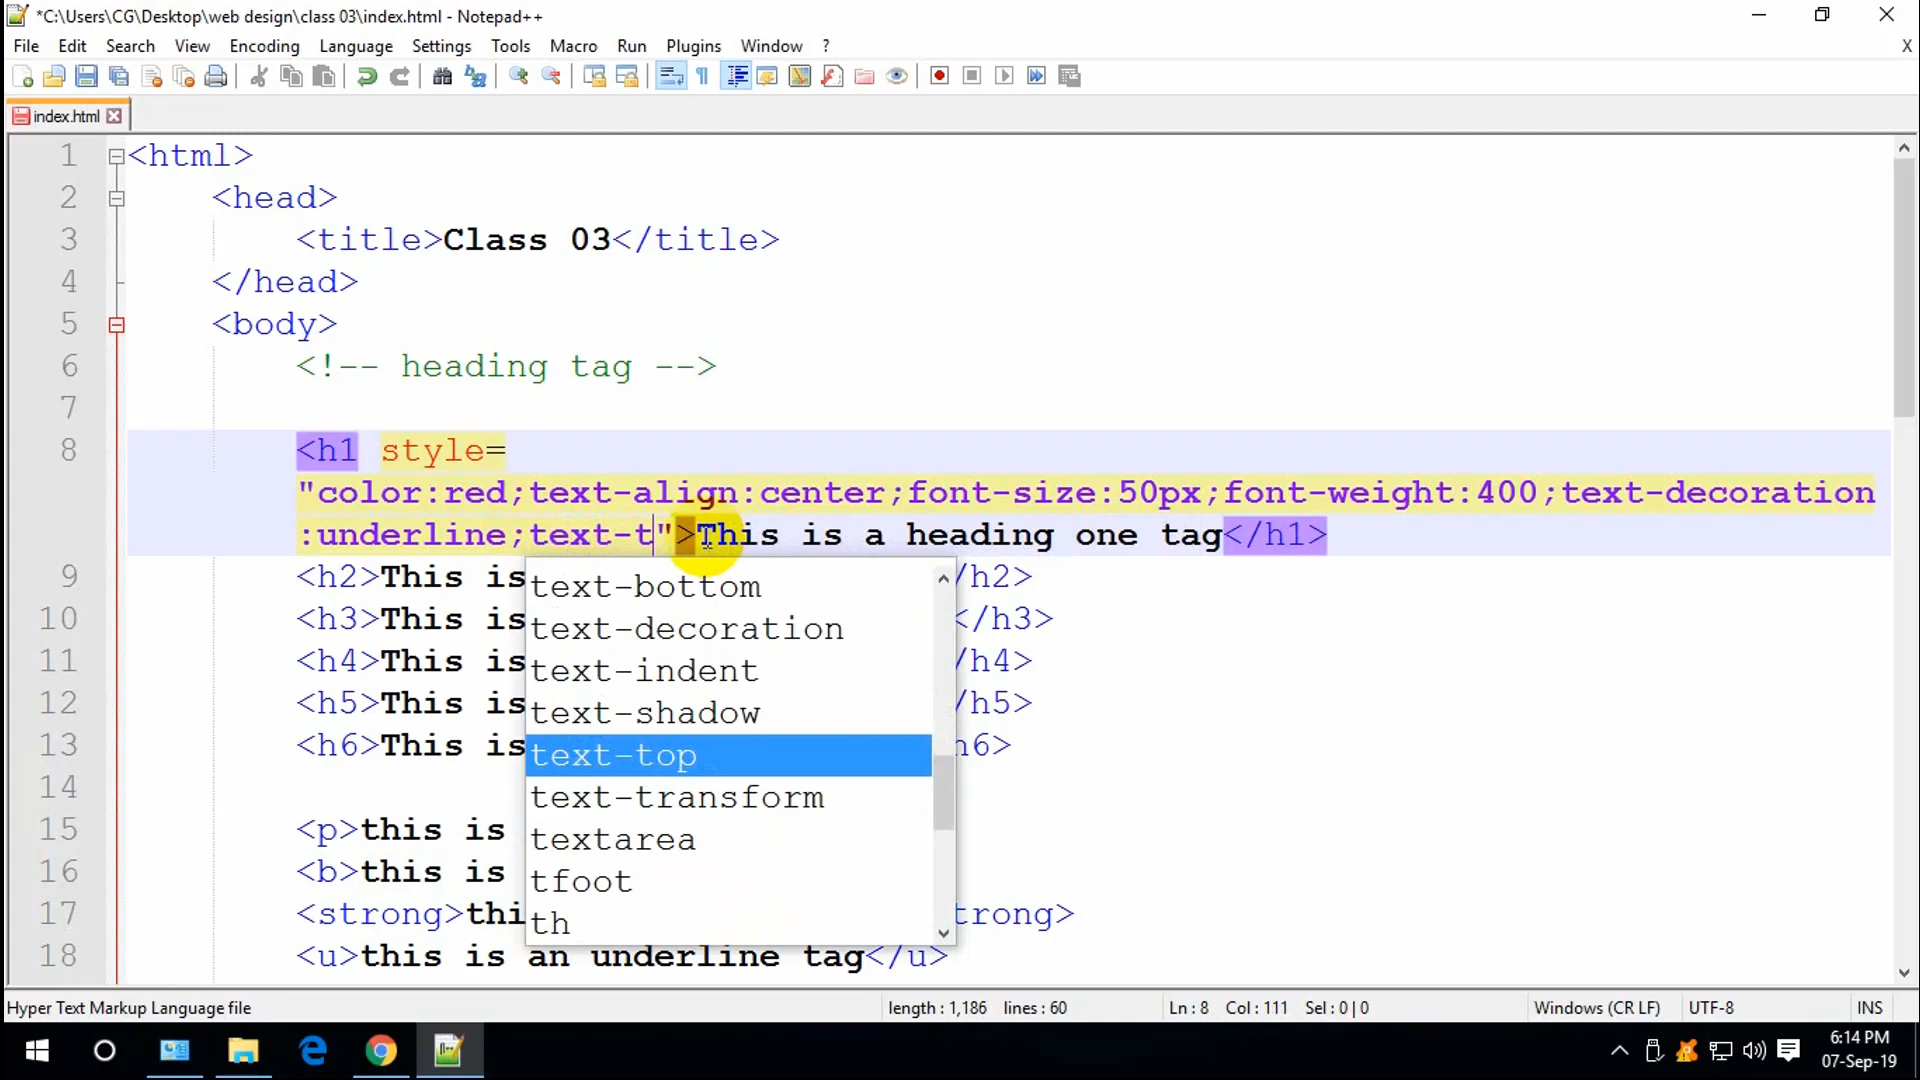 *C:\Users\CG\Desktop\web design\class 03\index.html - Notepad++
File Edit Search View Encoding Language Settings Tools Macro Run Plugins Window ? X
index.html
1 <html>
2 <head>
3 <title>Class 03</title>
4 </head>
5 <body>
6 <!-- heading tag -->
7
8 <h1 style=
"color:red;text-align:center;font-size:50px;font-weight:400;text-decoration
:underline;text-t">This is a heading one tag</h1>
9 <h2>This is /h2>
10 <h3>This is </h3>
11 <h4>This is /h4>
12 <h5>This is /h5>
13 <h6>This is h6>
14
15 <p>this is
16 <b>this is
17 <strong>thi trong>
18 <u>this is an underline tag</u>
text-bottom
text-decoration
text-indent
text-shadow
text-top
text-transform
textarea
tfoot
th
Hyper Text Markup Language file length : 1,186 lines : 60 Ln : 8 Col : 111 Sel : 0 | 0 Windows (CR LF) UTF-8 INS
6:14 PM
07-Sep-19